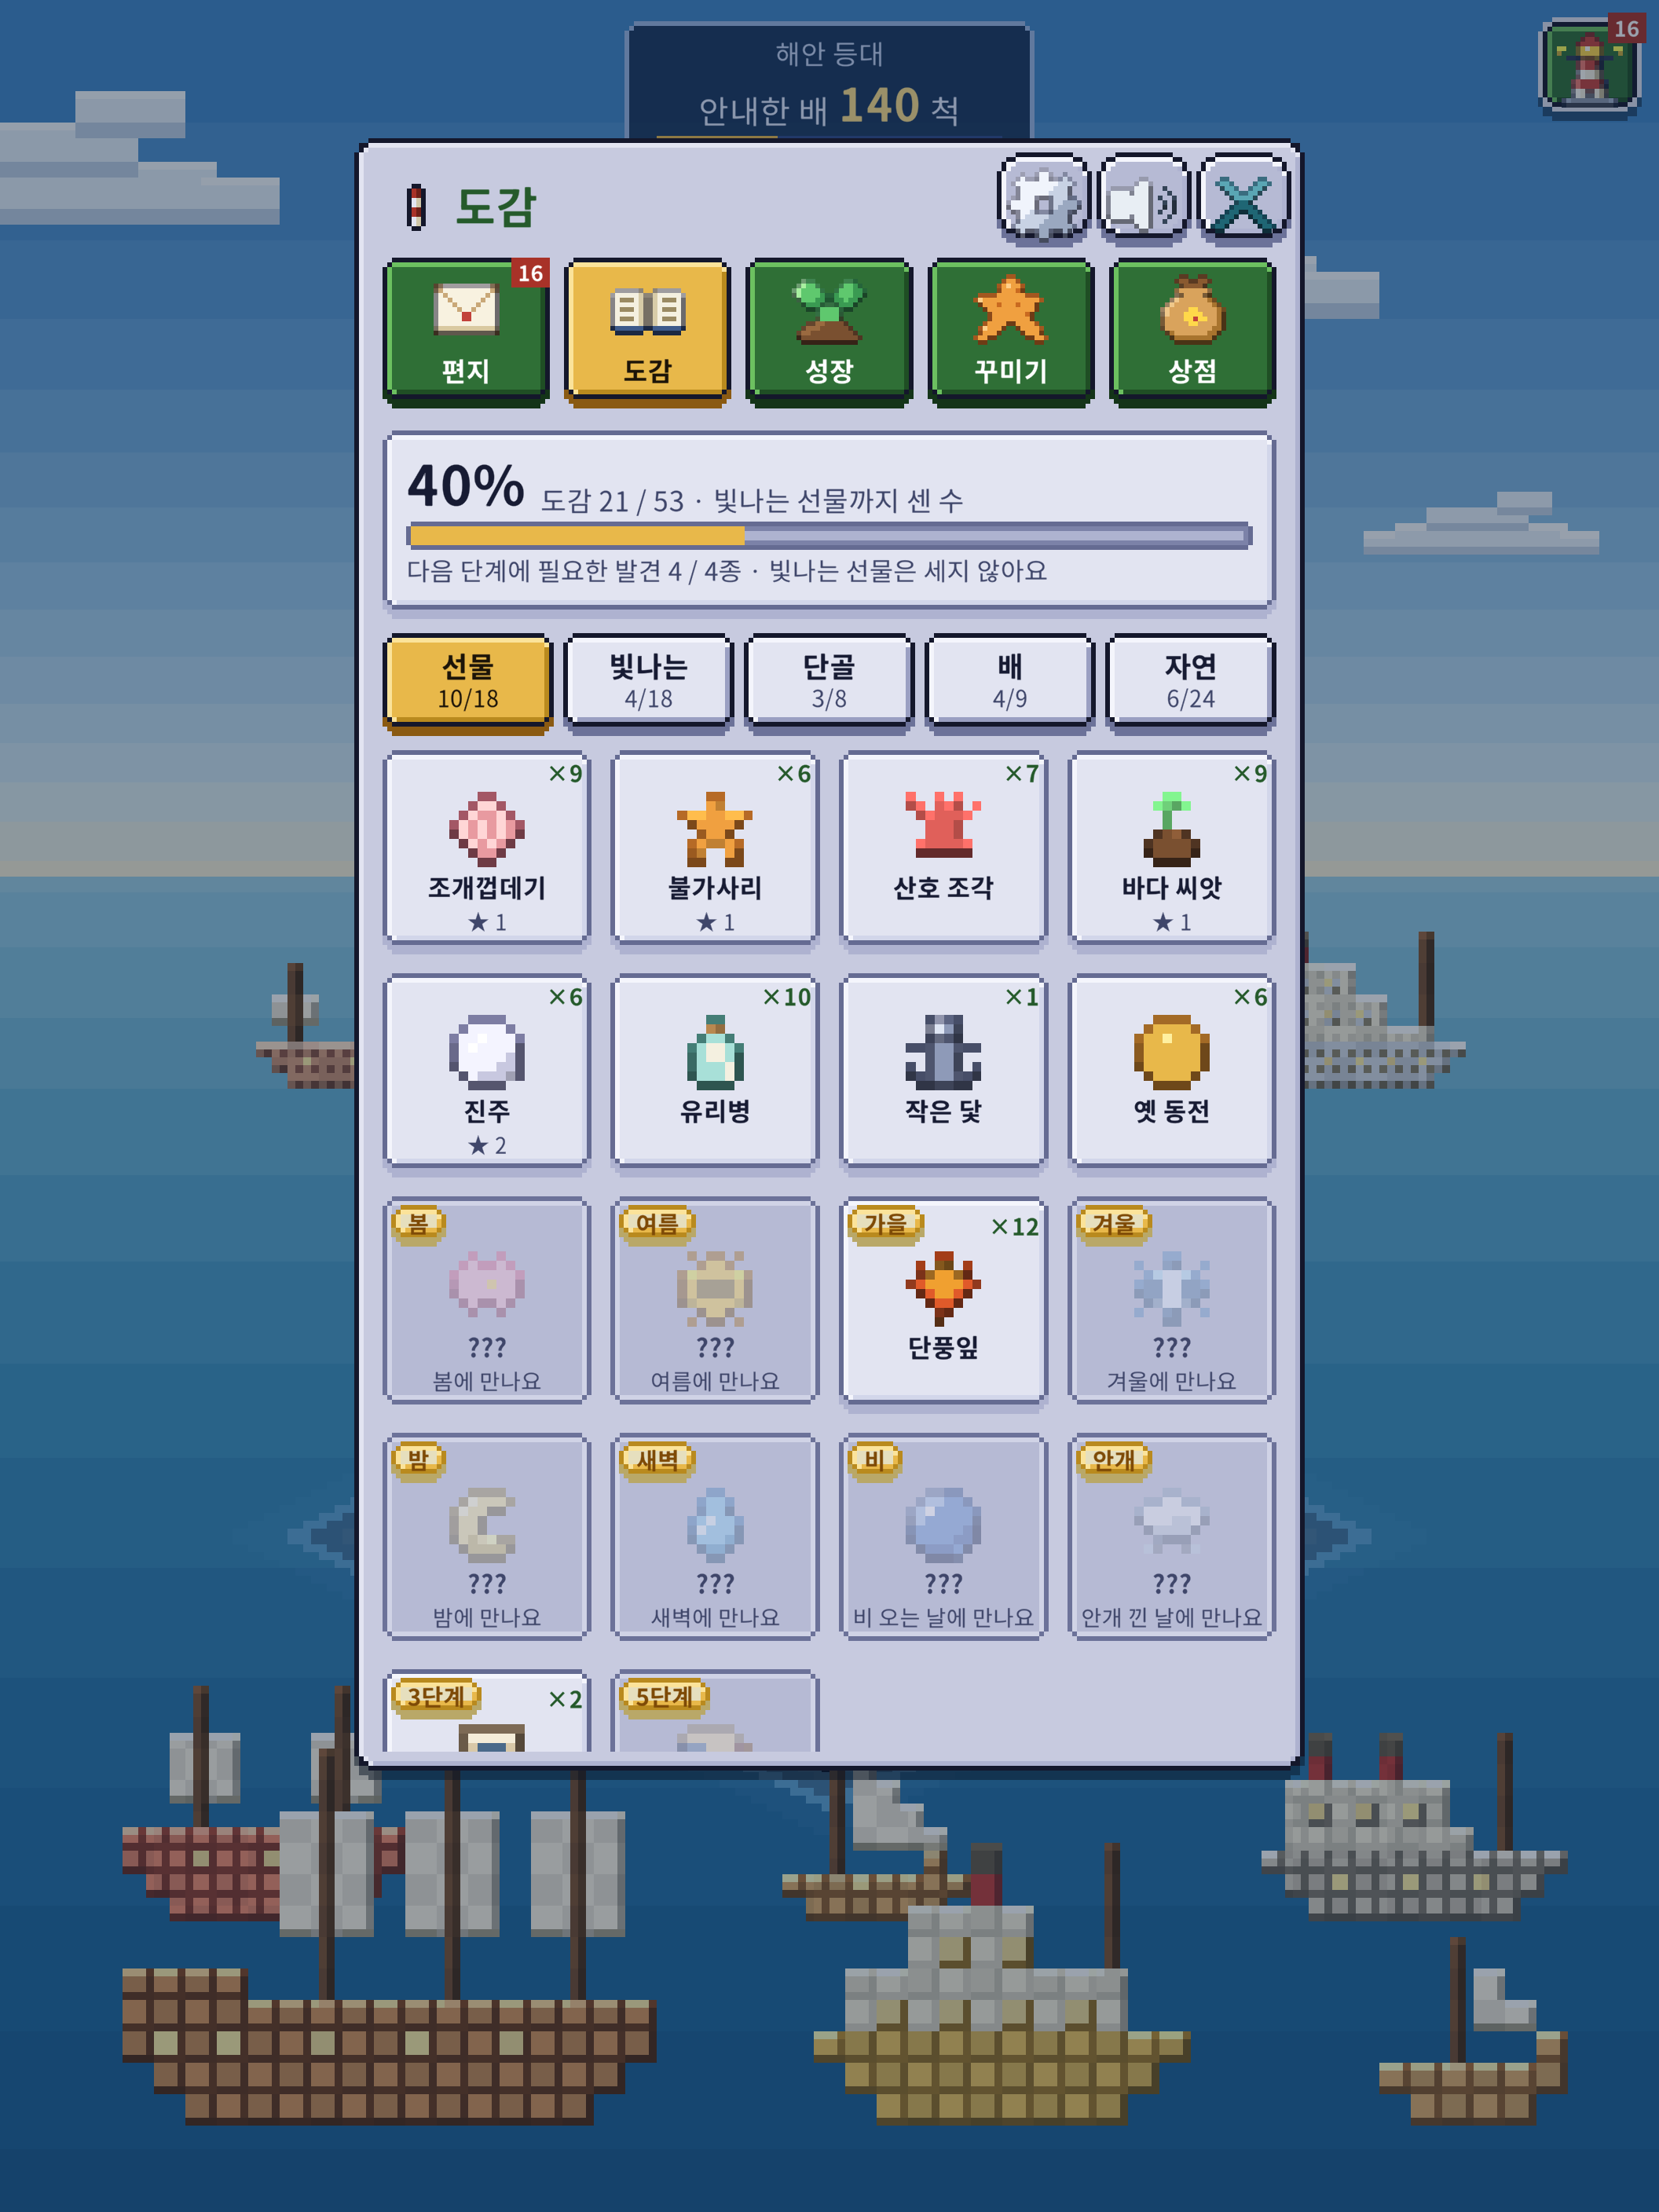 해안 등대
16
안내한 배 140 척
도감
16
편지
도감
성장
꾸미기
상점
40% 도감 21 / 53 · 빛나는 선물까지 센 수
다음 단계에 필요한 발견 4 / 4종 · 빛나는 선물은 세지 않아요
선물
10/18
빛나는
4/18
단골
3/8
배
4/9
자연
6/24
×9
조개껍데기
★ 1
×6
불가사리
★ 1
×7
산호 조각
×9
바다 씨앗
★ 1
×6
진주
★ 2
×10
유리병
×1
작은 닻
×6
옛 동전
봄
???
봄에 만나요
여름
???
여름에 만나요
가을
×12
단풍잎
겨울
???
겨울에 만나요
밤
???
밤에 만나요
새벽
???
새벽에 만나요
비
???
비 오는 날에 만나요
안개
???
안개 낀 날에 만나요
3단계
×2
5단계